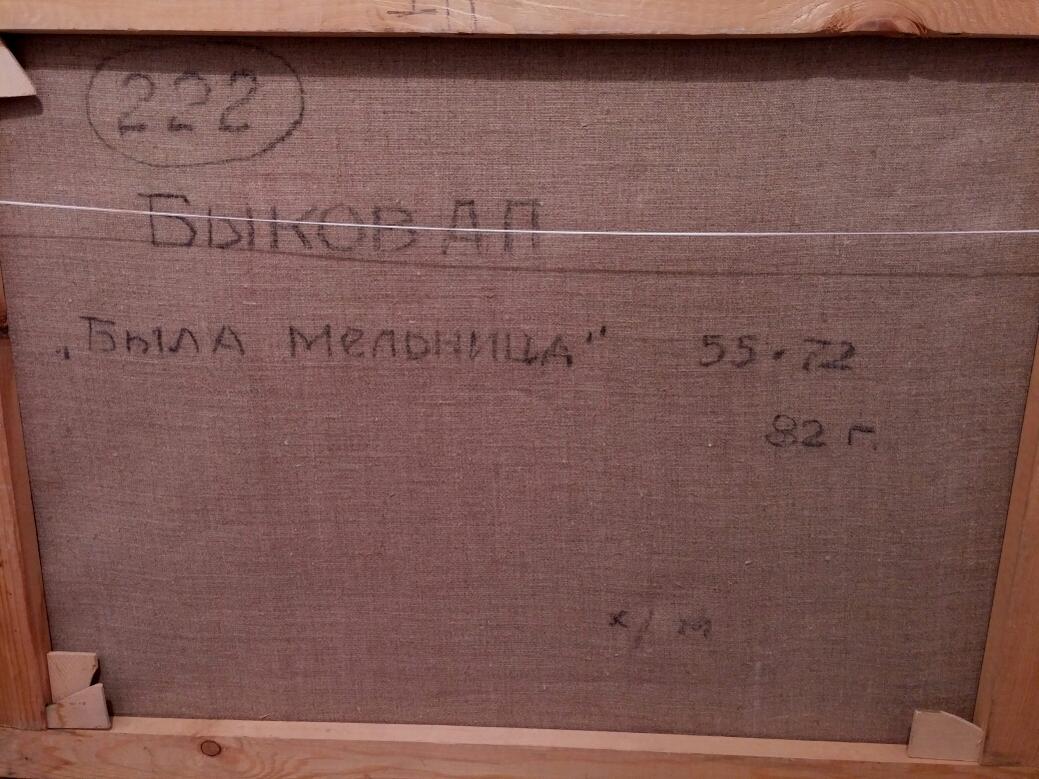 222
БЫКОВ А П
„БЫЛА МЕЛЬНИЦА" 55·72
82 г.
х/м